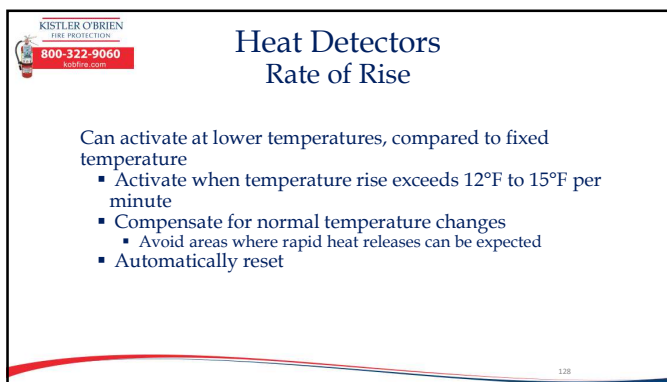 KISTLER O'BRIEN
FIRE PROTECTION
800-322-9060
kobfire.com
Heat Detectors
Rate of Rise
Can activate at lower temperatures, compared to fixed
temperature
▪ Activate when temperature rise exceeds 12°F to 15°F per
minute
▪ Compensate for normal temperature changes
▪ Avoid areas where rapid heat releases can be expected
▪ Automatically reset
128